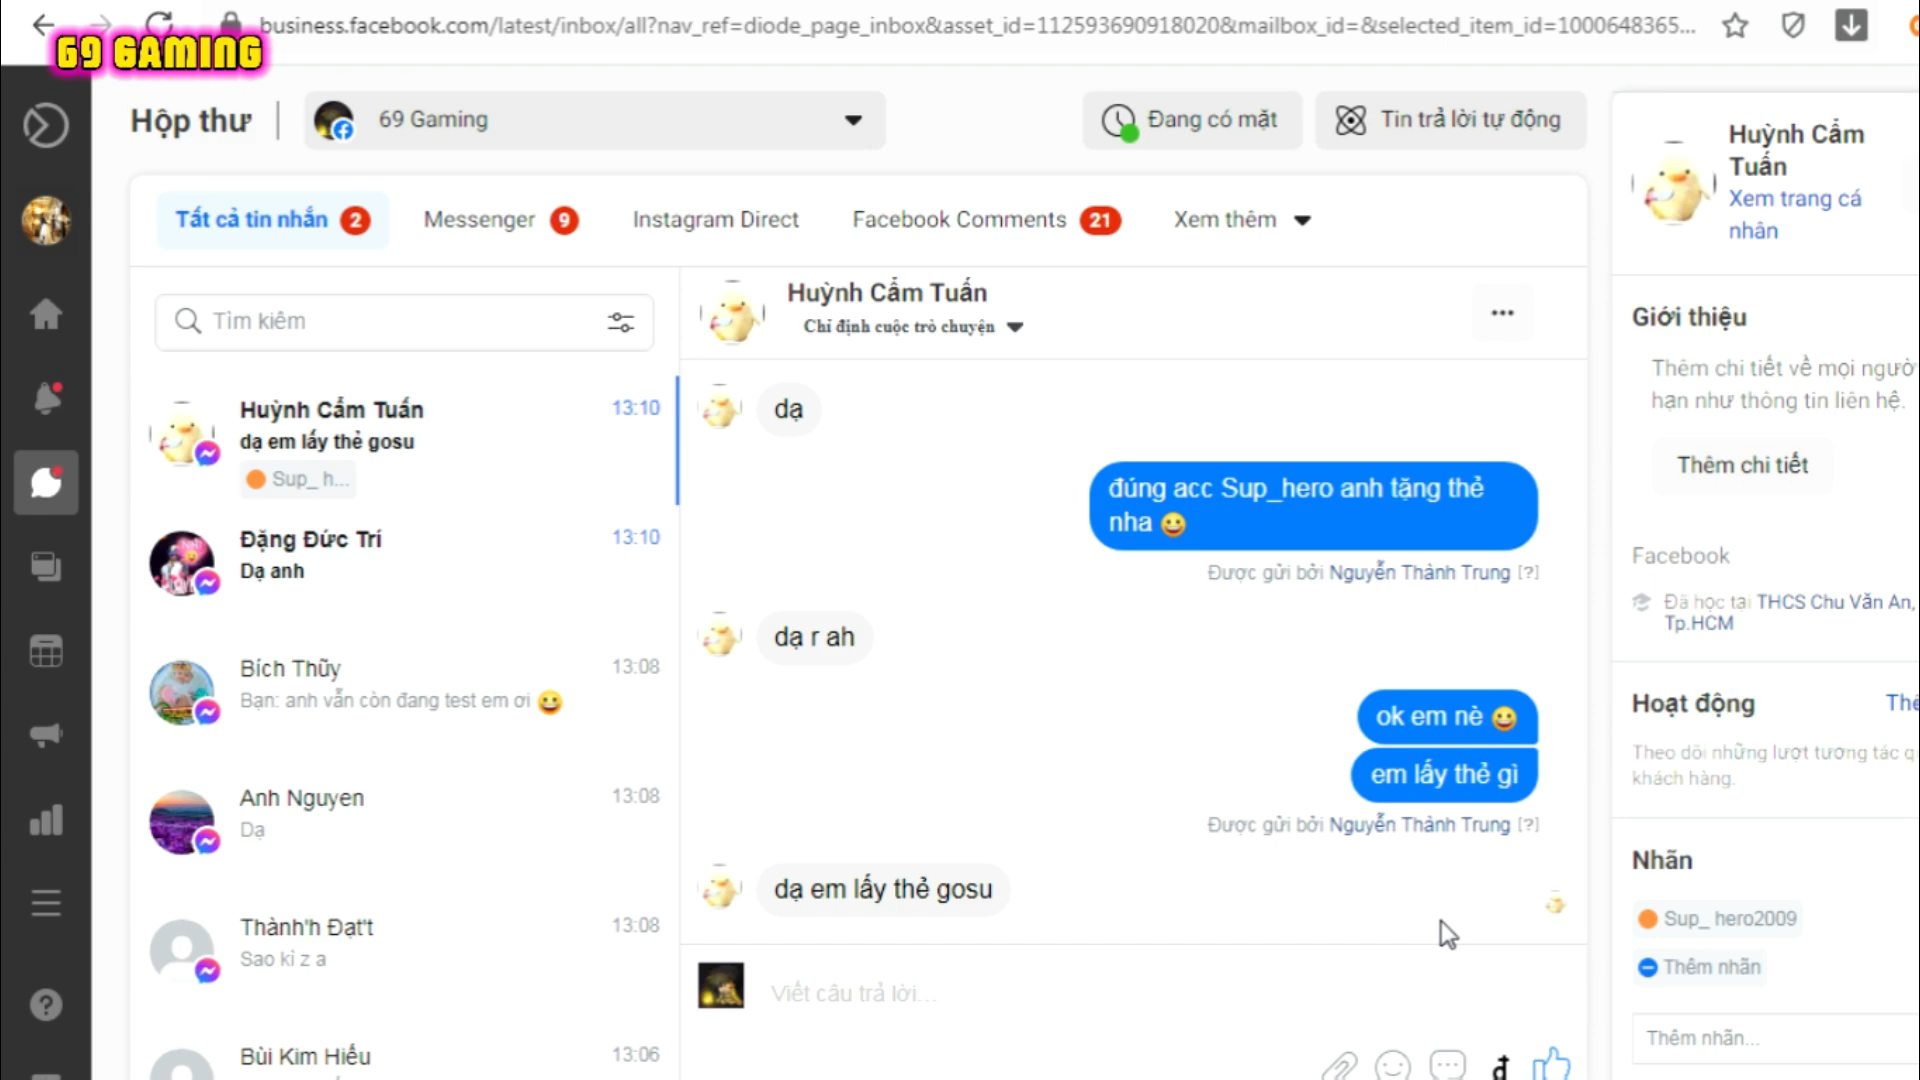 business.facebook.com/latest/inbox/all?nav_ref=diode_page_inbox&asset_id=112593690918020&mailbox_id=&selected_item_id=1000648365...
69 GAMING
Hộp thư
69 Gaming
Đang có mặt
Tin trả lời tự động
Tất cả tin nhắn 2
Messenger 9
Instagram Direct
Facebook Comments 21
Xem thêm
Tìm kiếm
Huỳnh Cẩm Tuấn 13:10
dạ em lấy thẻ gosu
Sup_ h...
Đặng Đức Trí 13:10
Dạ anh
Bích Thũy 13:08
Bạn: anh vẫn còn đang test em ơi 😀
Anh Nguyen 13:08
Dạ
Thành'h Đạt't 13:08
Sao kì z a
Bùi Kim Hiếu 13:06
Huỳnh Cẩm Tuấn
Chỉ định cuộc trò chuyện
dạ
đúng acc Sup_hero anh tặng thẻ
nha 😀
Được gửi bởi Nguyễn Thành Trung [?]
dạ r ah
ok em nè 😀
em lấy thẻ gì
Được gửi bởi Nguyễn Thành Trung [?]
dạ em lấy thẻ gosu
Viết câu trả lời...
đ
Huỳnh Cẩm
Tuấn
Xem trang cá
nhân
Giới thiệu
Thêm chi tiết về mọi ngườ
hạn như thông tin liên hệ.
Thêm chi tiết
Facebook
Đã học tại THCS Chu Văn An,
Tp.HCM
Hoạt động
Thê
Theo dõi những lượt tương tác q
khách hàng.
Nhãn
Sup_ hero2009
Thêm nhãn
Thêm nhãn...